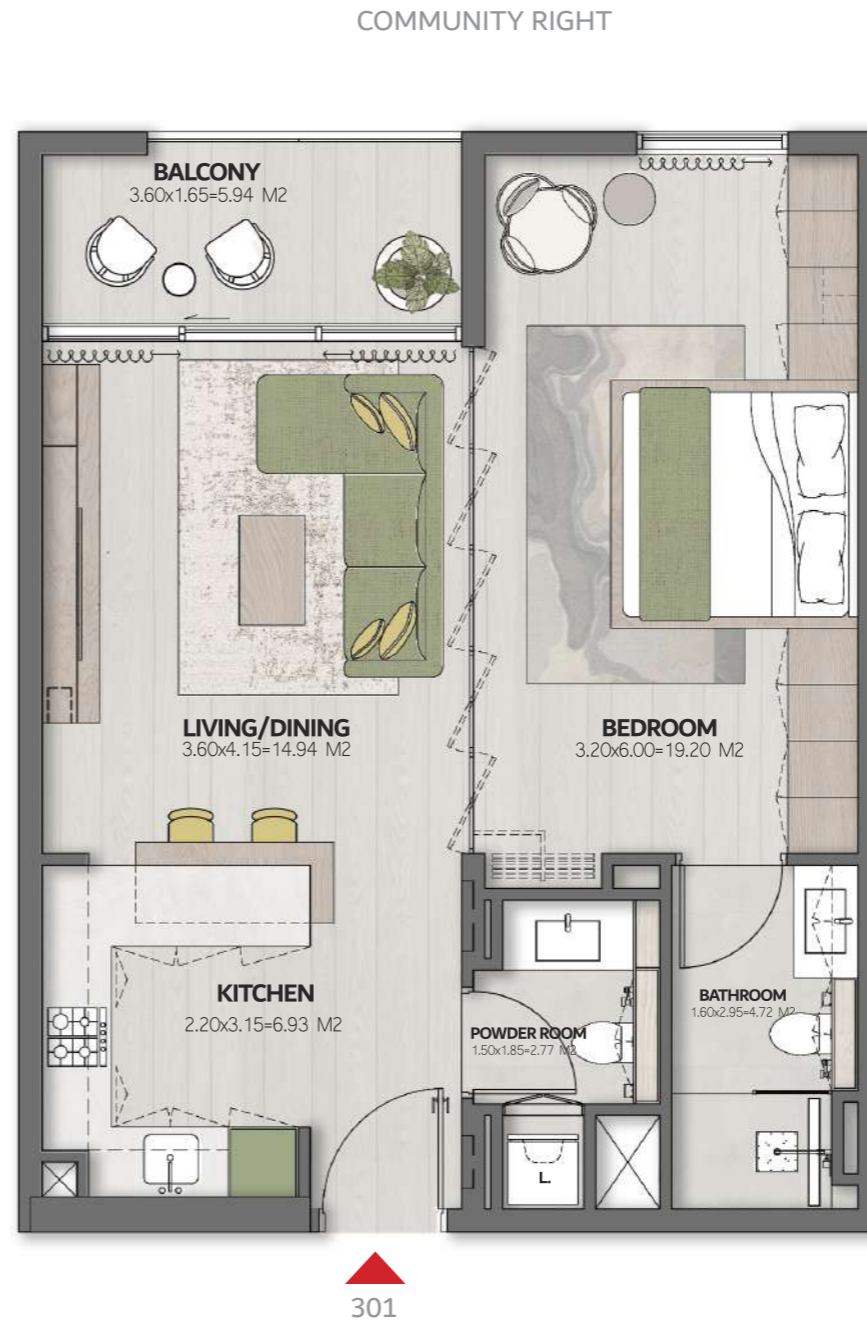 COMMUNITY RIGHT
BALCONY
3.60x1.65=5.94 M2
LIVING/DINING
3.60x4.15=14.94 M2
BEDROOM
3.20x6.00=19.20 M2
KITCHEN
2.20x3.15=6.93 M2
POWDER ROOM
1.50x1.85=2.77 M2
BATHROOM
1.60x2.95=4.72 M2
L.
301